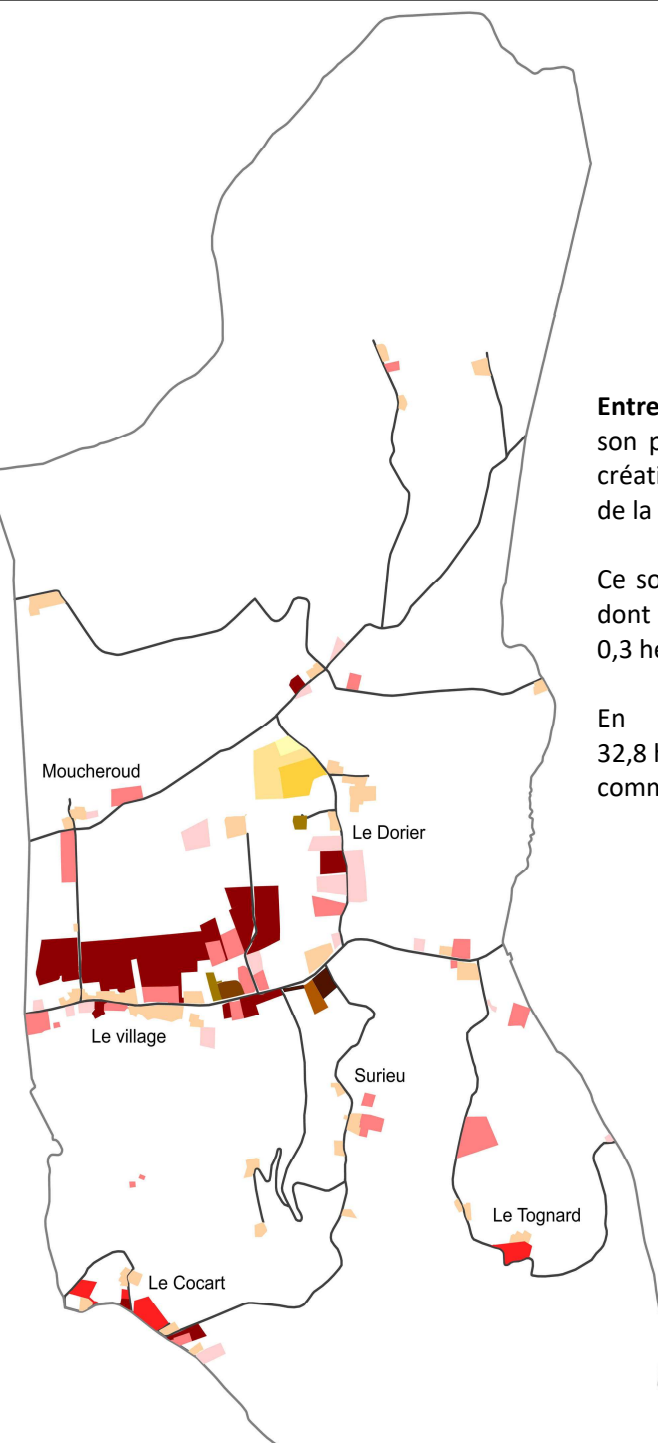 Entre
son p
créati
de la
Ce so
dont
0,3 he
En
32,8 h
comm
Moucheroud
Le Dorier
Le village
Surieu
Le Tognard
Le Cocart